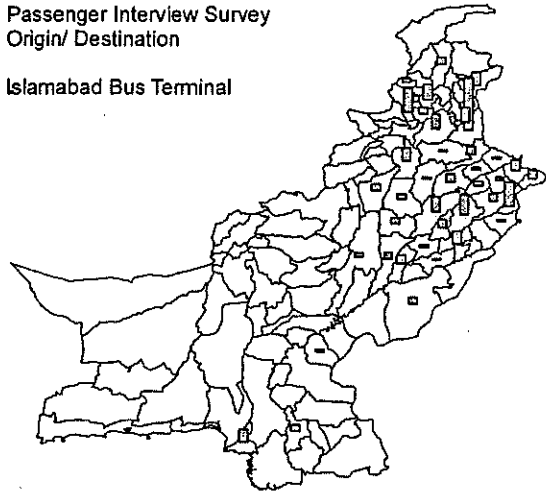 Passenger Interview Survey
Origin/ Destination
Islamabad Bus Terminal